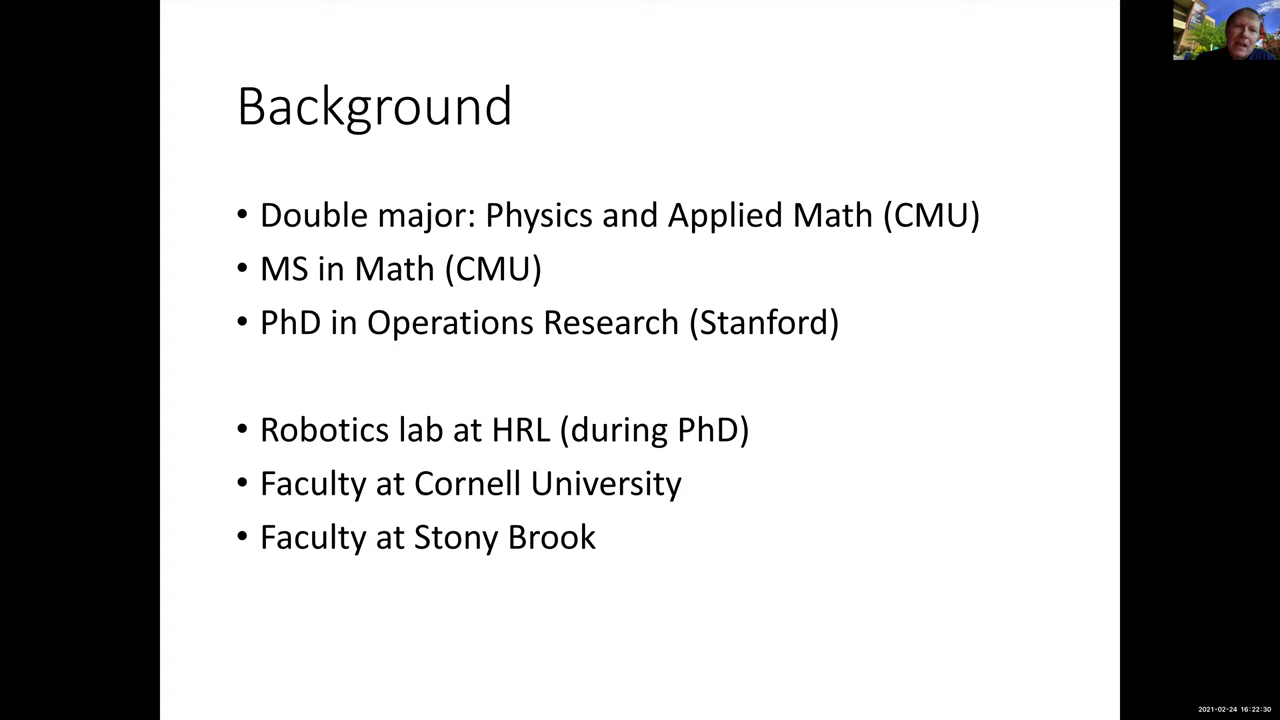 Background
• Double major: Physics and Applied Math (CMU)
• MS in Math (CMU)
• PhD in Operations Research (Stanford)
• Robotics lab at HRL (during PhD)
• Faculty at Cornell University
• Faculty at Stony Brook
2021-02-24 16:22:30